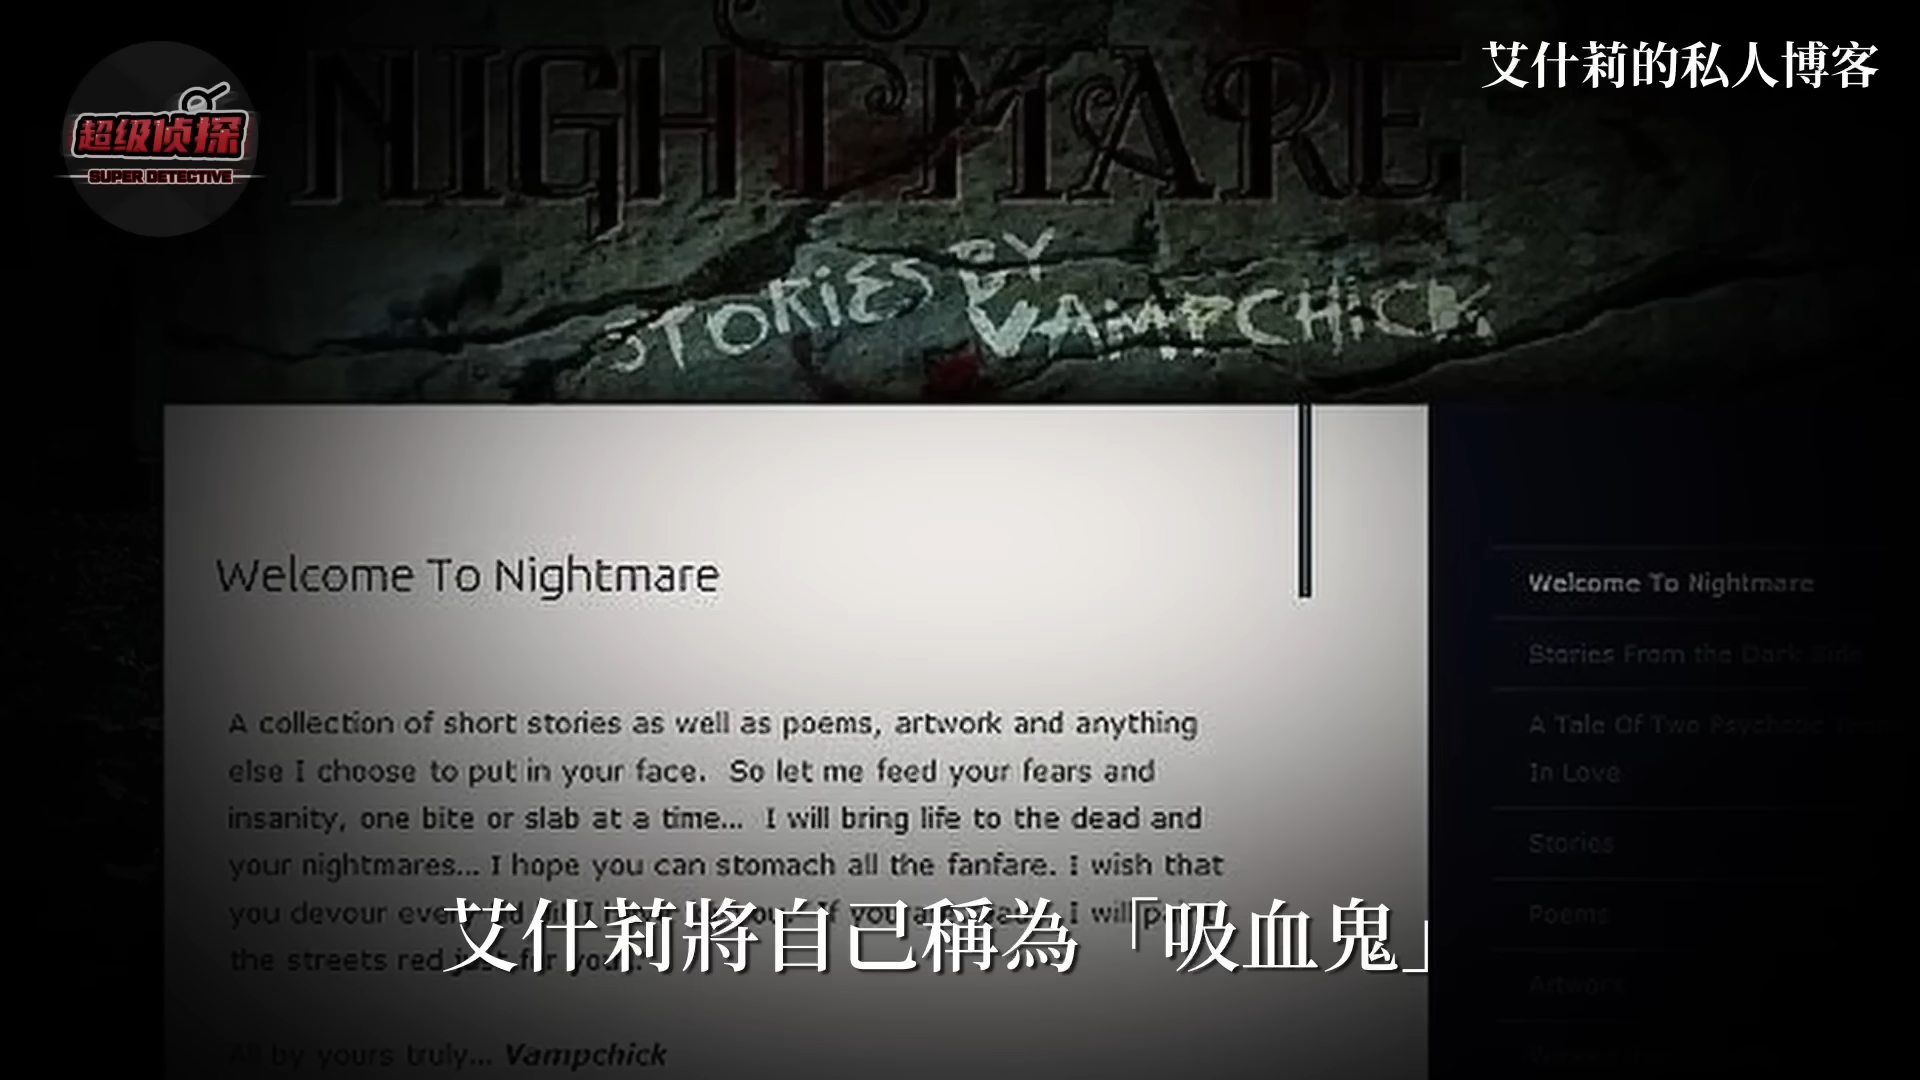 艾什莉的私人博客
超级侦探
SUPER DETECTIVE
NIGHTMARE
STORIES BY VAMPCHICK
Welcome To Nightmare
A collection of short stories as well as poems, artwork and anything
else I choose to put in your face. So let me feed your fears and
insanity, one bite or slab at a time... I will bring life to the dead and
your nightmares... I hope you can stomach all the fanfare. I wish that
you devour I will
the streets red
All by yours truly... Vampchick
Welcome To Nightmare
Stories From the Dark Side
A Tale Of Two Psychotic
In Love
Stories
Poems
Artwork
艾什莉將自己稱為「吸血鬼」